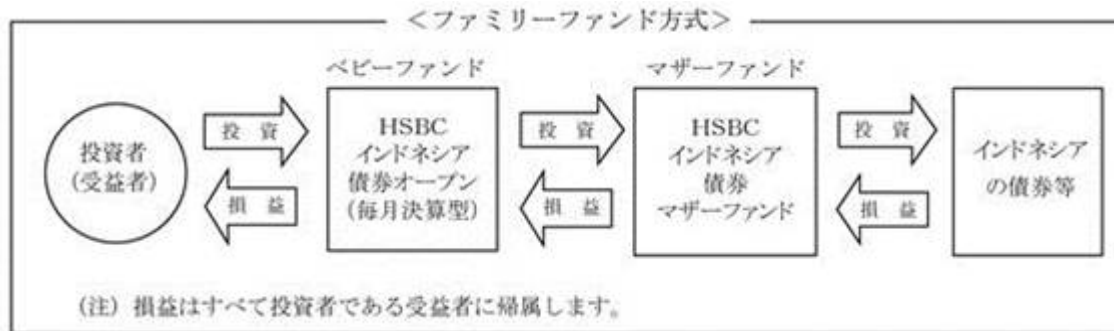 ＜ファミリーファンド方式＞
ベビーファンド
マザーファンド
投資者
(受益者)
投 資
損 益
HSBC
インドネシア
債券オープン
(毎月決算型)
投 資
損 益
HSBC
インドネシア
債券
マザーファンド
投 資
損 益
インドネシア
の債券等
(注) 損益はすべて投資者である受益者に帰属します。